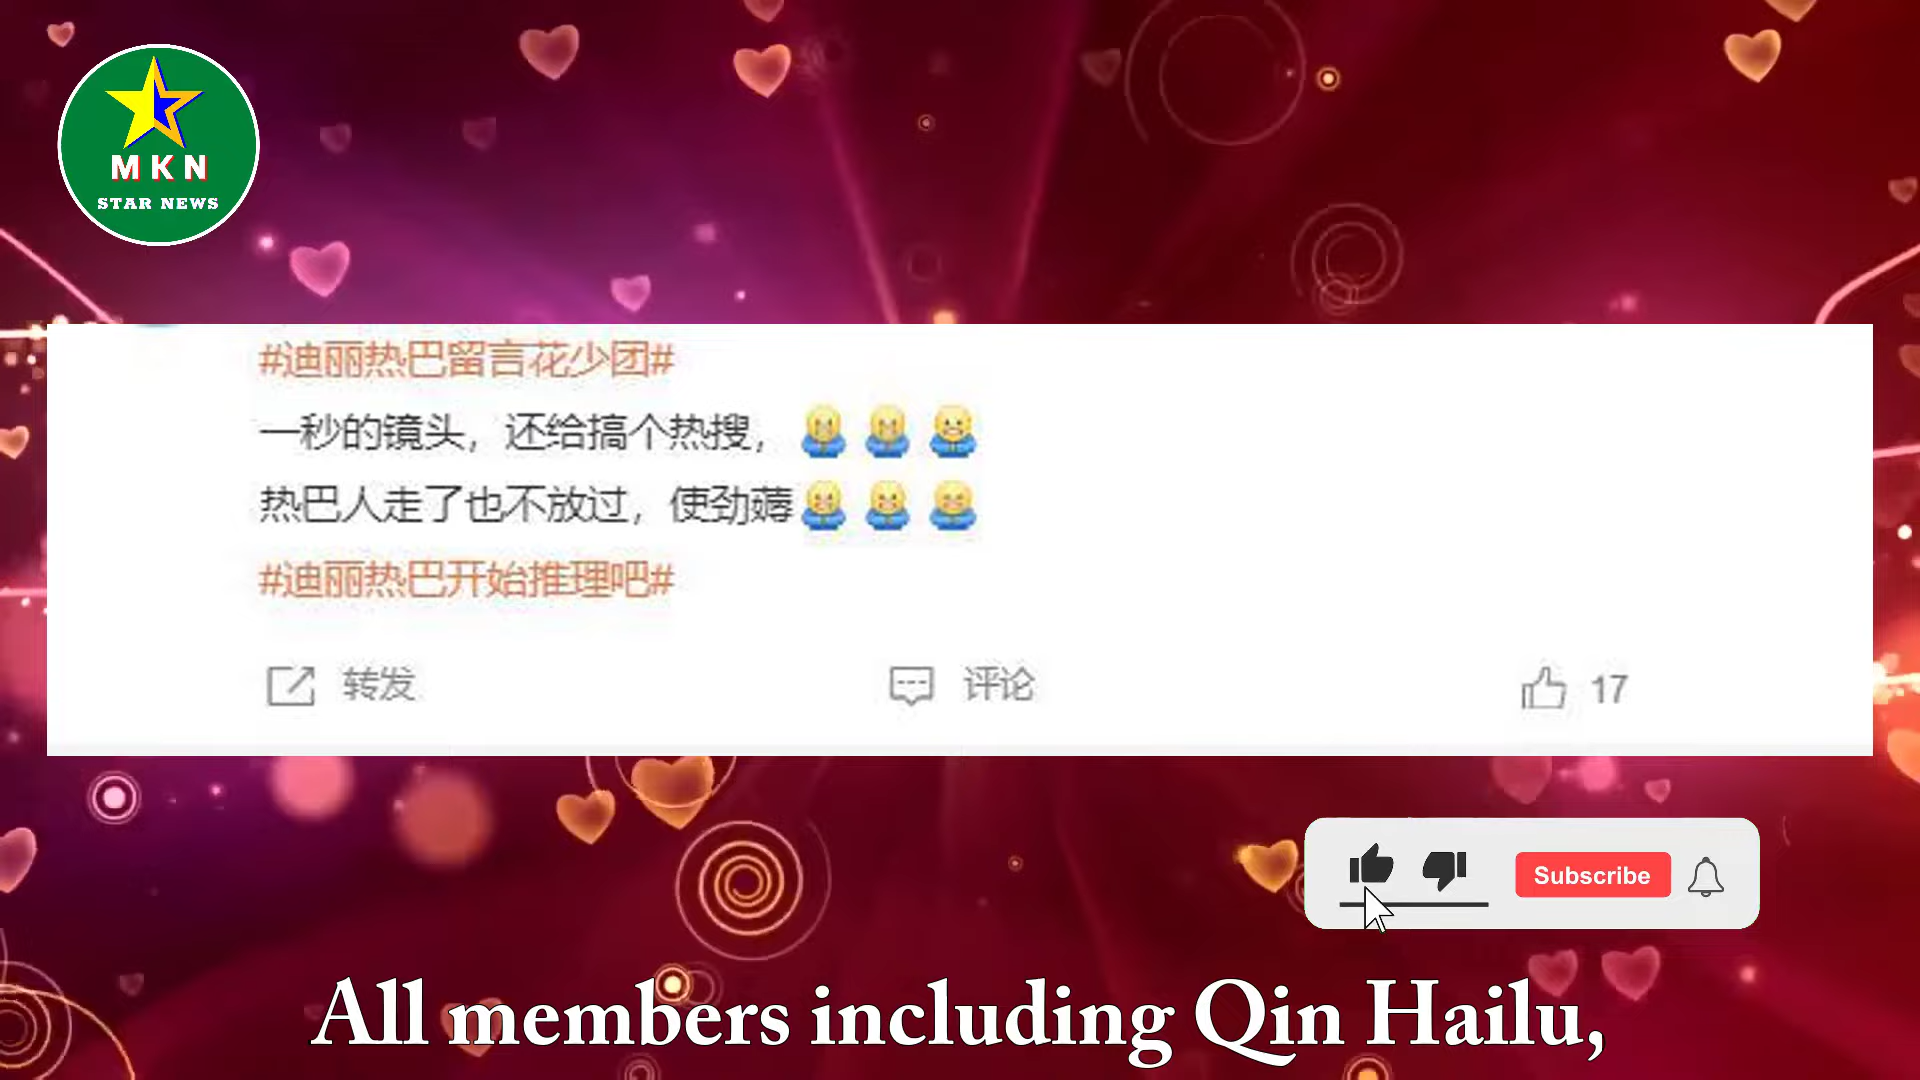 MKN
STAR NEWS
#迪丽热巴留言花少团#
一秒的镜头，还给搞个热搜，
热巴人走了也不放过，使劲薅
#迪丽热巴开始推理吧#
转发
评论
17
Subscribe
All members including Qin Hailu,